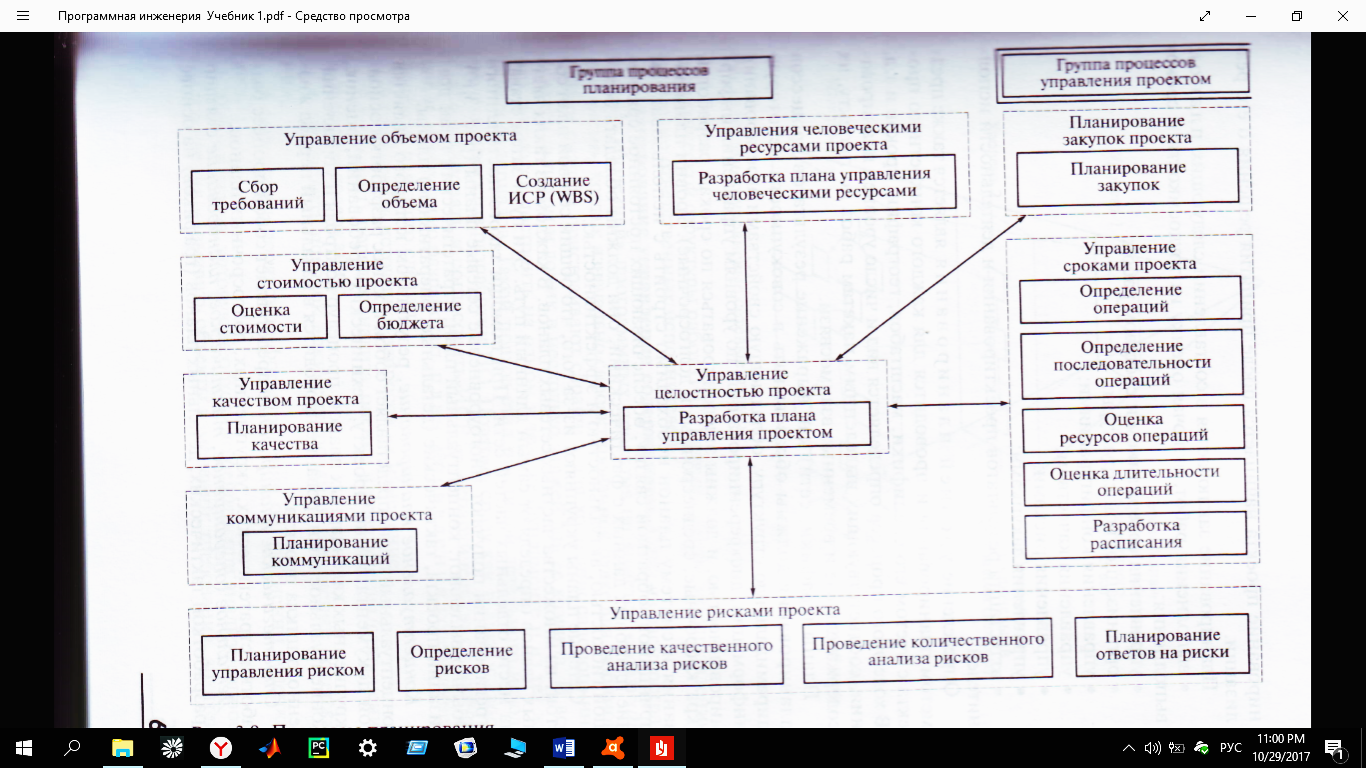 Программная инженерия Учебник 1.pdf - Средство просмотра
Группа процессов
планирования
Группа процессов
управления проектом
Управление объемом проекта
Сбор
требований
Определение
объема
Создание
ИСР (WBS)
Управления человеческими
ресурсами проекта
Разработка плана управления
человеческими ресурсами
Планирование
закупок проекта
Планирование
закупок
Управление
стоимостью проекта
Оценка
стоимости
Определение
бюджета
Управление
сроками проекта
Определение
операций
Определение
последовательности
операций
Оценка
ресурсов операций
Оценка длительности
операций
Разработка
расписания
Управление
качеством проекта
Планирование
качества
Управление
целостностью проекта
Разработка плана
управления проектом
Управление
коммуникациями проекта
Планирование
коммуникаций
Управление рисками проекта
Планирование
управления риском
Определение
рисков
Проведение качественного
анализа рисков
Проведение количественного
анализа рисков
Планирование
ответов на риски
РУС
11:00 PM
10/29/2017